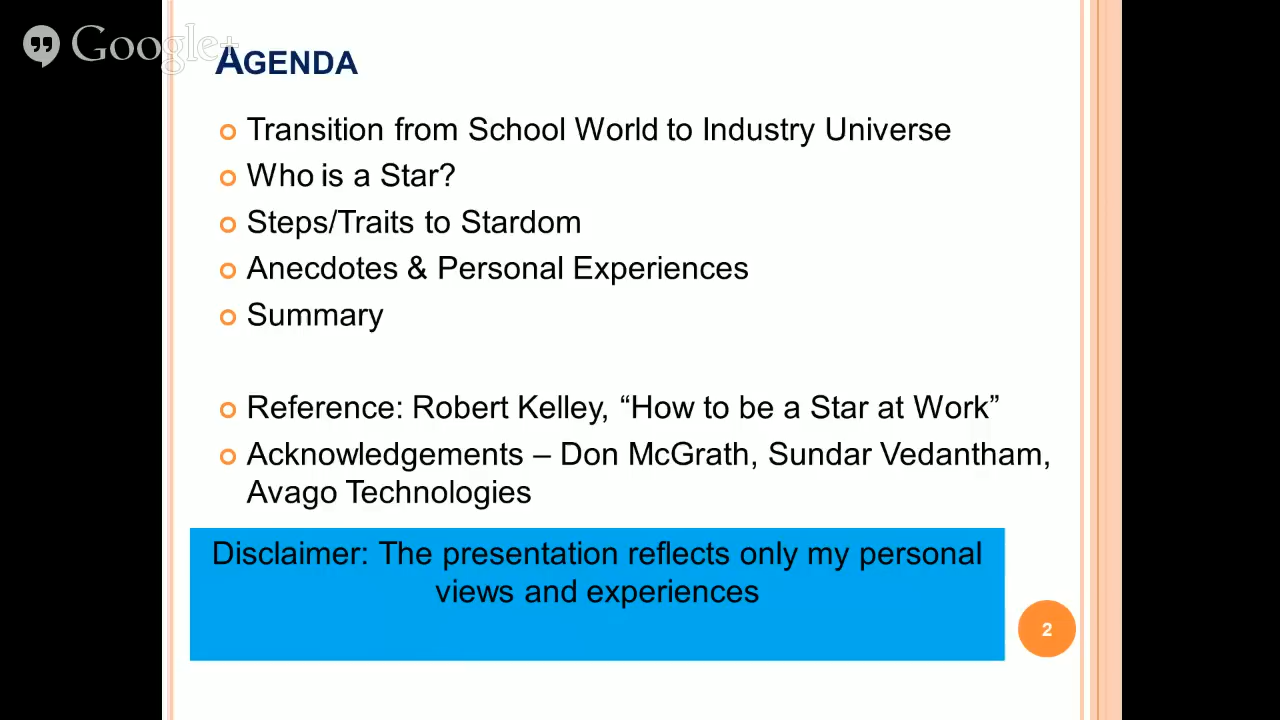 Google+
AGENDA
Transition from School World to Industry Universe
Who is a Star?
Steps/Traits to Stardom
Anecdotes & Personal Experiences
Summary
Reference: Robert Kelley, “How to be a Star at Work”
Acknowledgements – Don McGrath, Sundar Vedantham,
Avago Technologies
Disclaimer: The presentation reflects only my personal
views and experiences
2